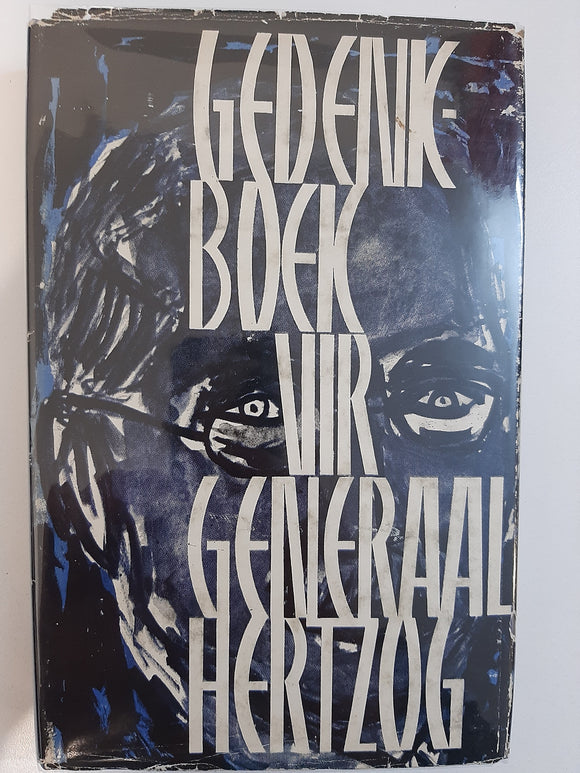 GEDENK-
BOEK
VIR
GENERAAL
HERTZOG